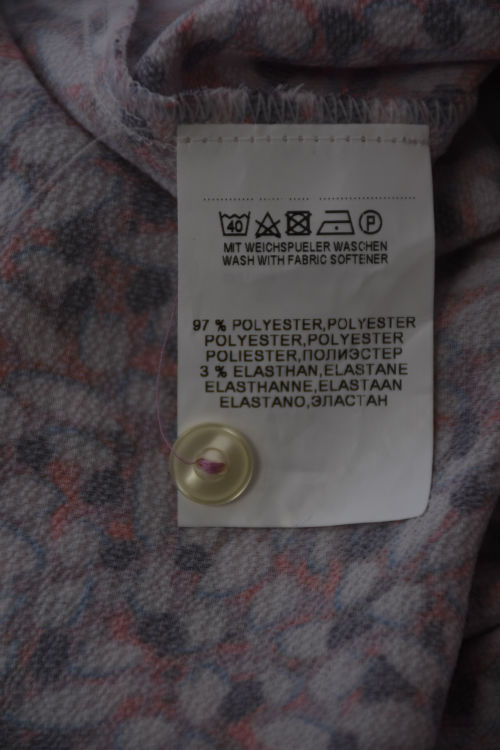 40 P
MIT WEICHSPUELER WASCHEN
WASH WITH FABRIC SOFTENER
97 % POLYESTER,POLYESTER
POLYESTER,POLYESTER
POLIESTER,ПОЛИЭСТЕР
3 % ELASTHAN,ELASTANE
ELASTHANNE,ELASTAAN
ELASTANO,ЭЛАСТАН